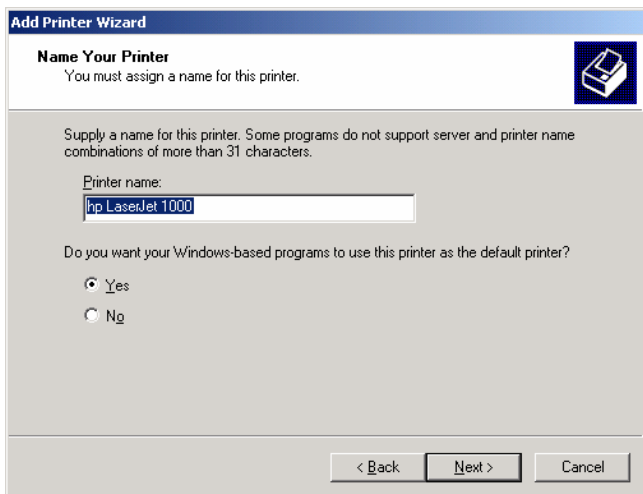 Add Printer Wizard
Name Your Printer
You must assign a name for this printer.
Supply a name for this printer. Some programs do not support server and printer name
combinations of more than 31 characters.
Printer name:
hp LaserJet 1000
Do you want your Windows-based programs to use this printer as the default printer?
Yes
No
< Back Next > Cancel